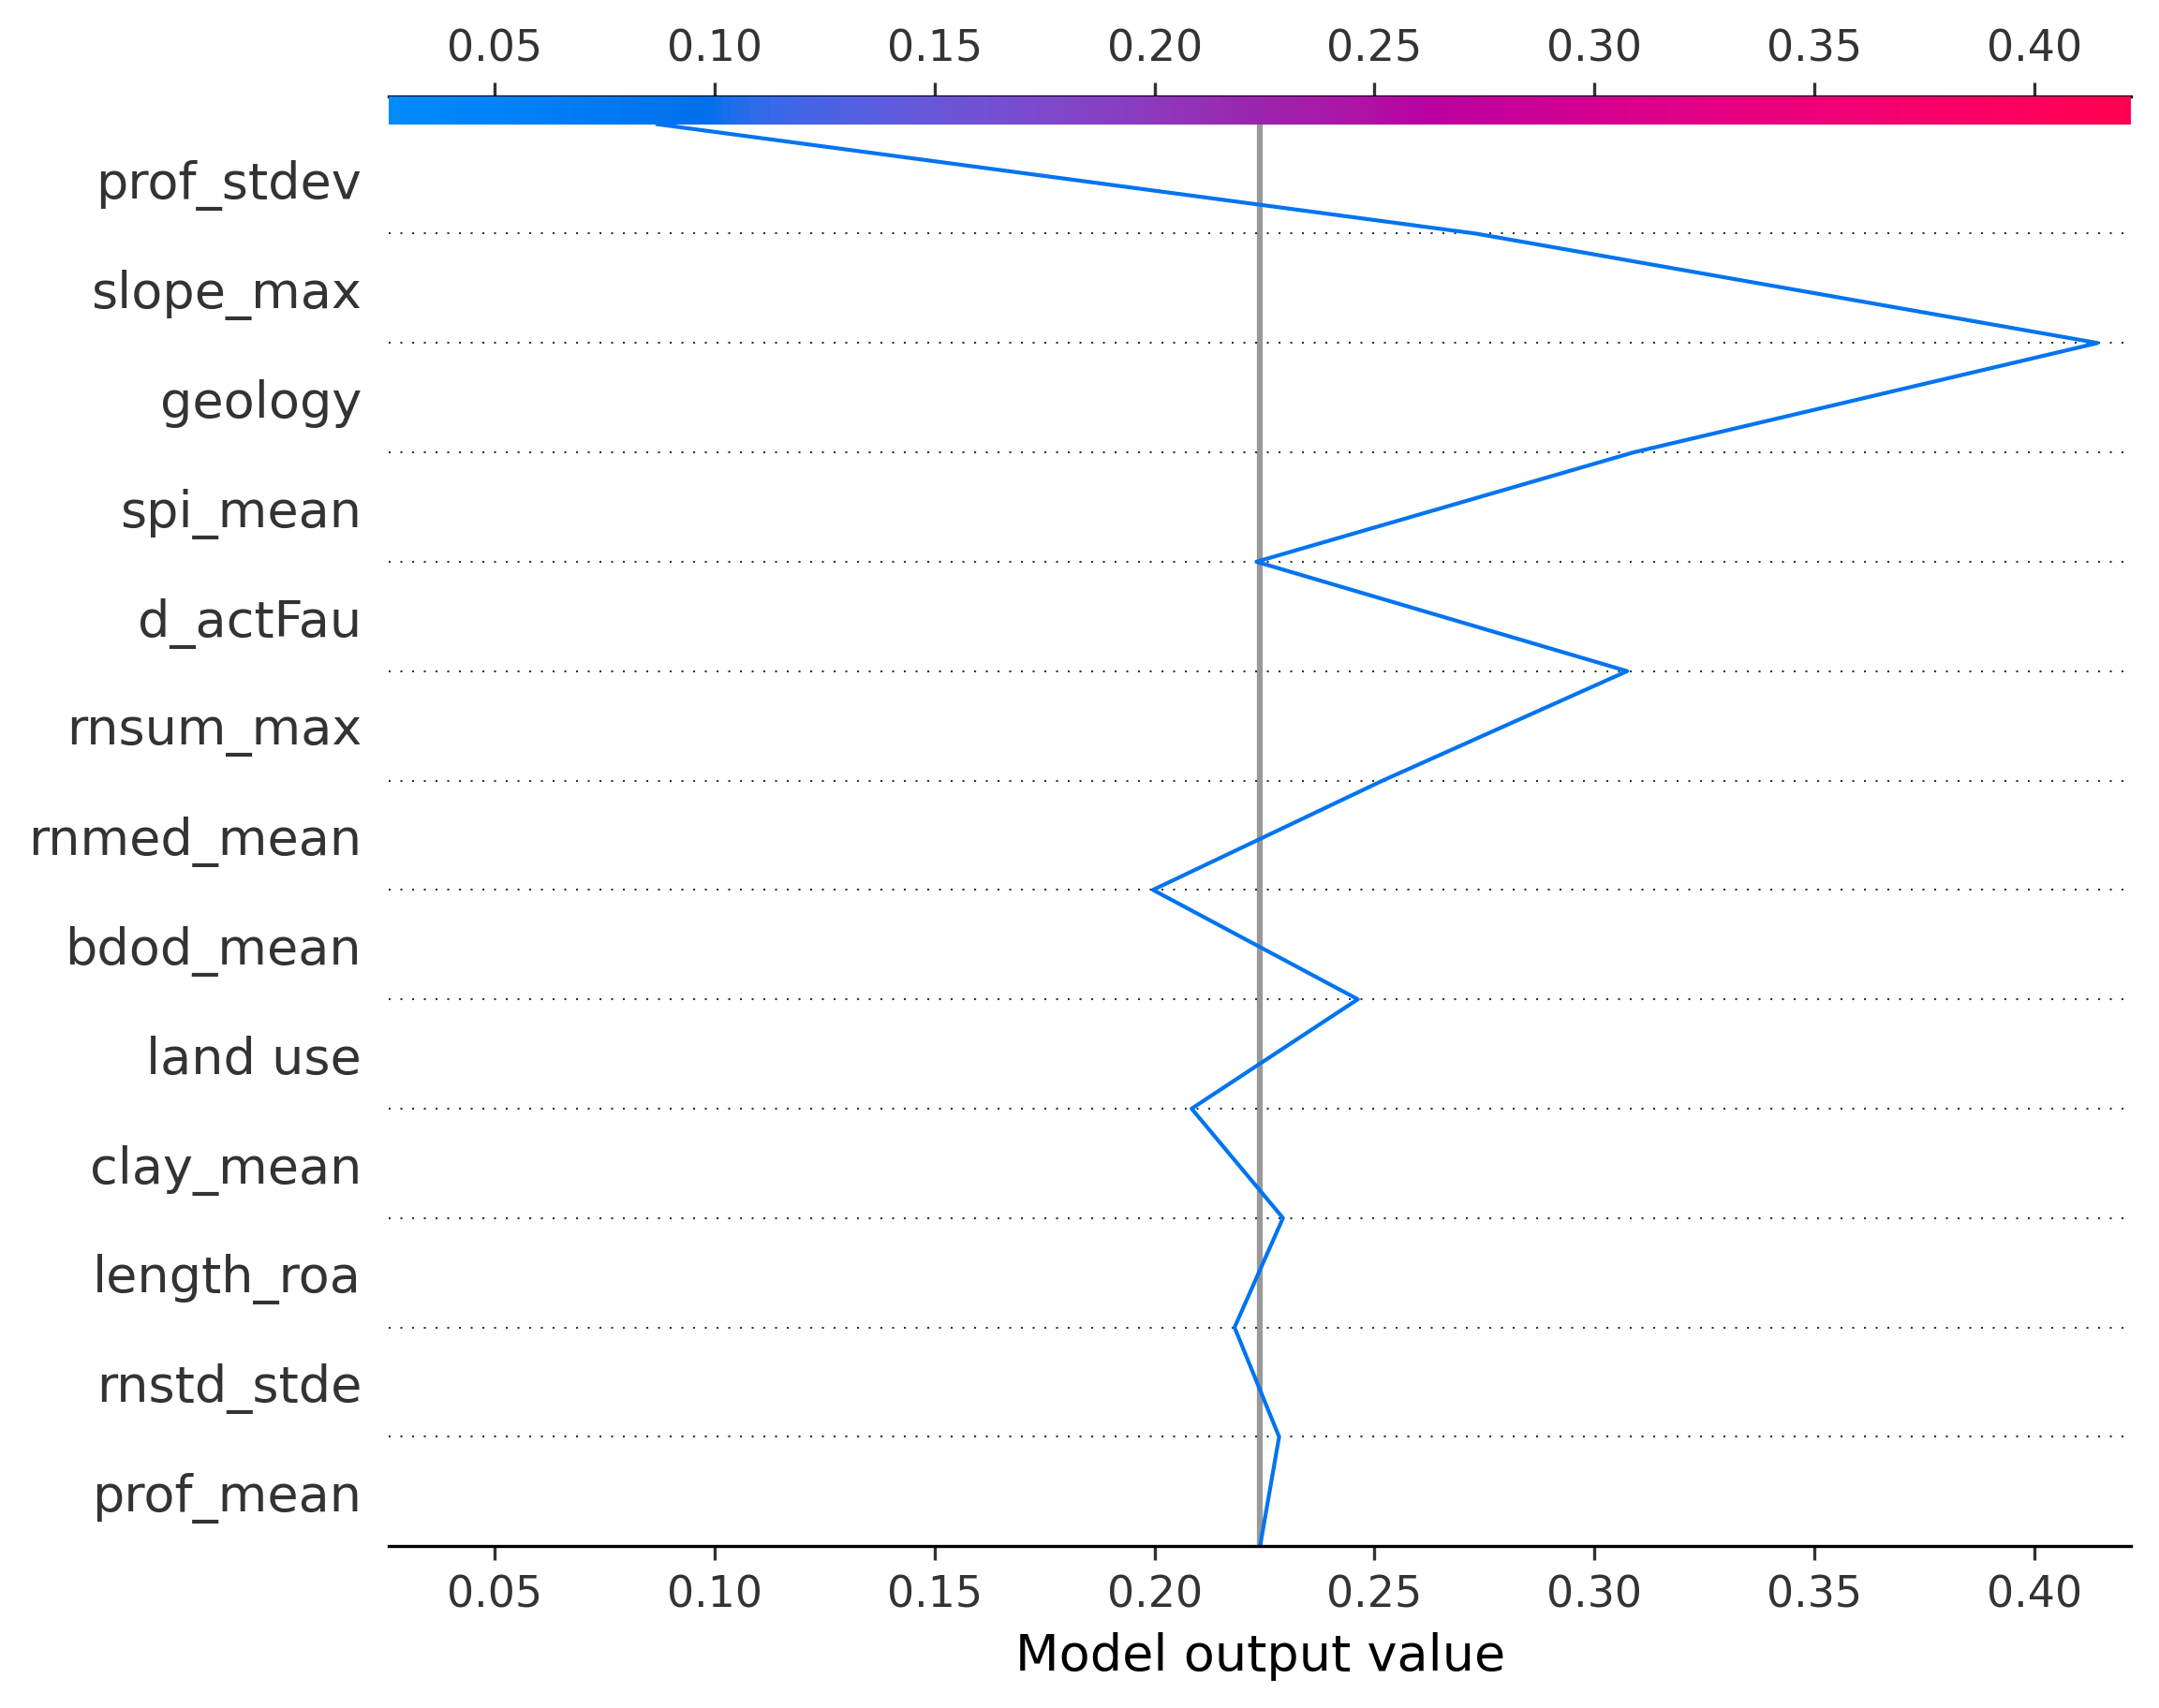 0.05 0.10 0.15 0.20 0.25 0.30 0.35 0.40
prof_stdev
slope_max
geology
spi_mean
d_actFau
rnsum_max
rnmed_mean
bdod_mean
land use
clay_mean
length_roa
rnstd_stde
prof_mean
0.05 0.10 0.15 0.20 0.25 0.30 0.35 0.40
Model output value